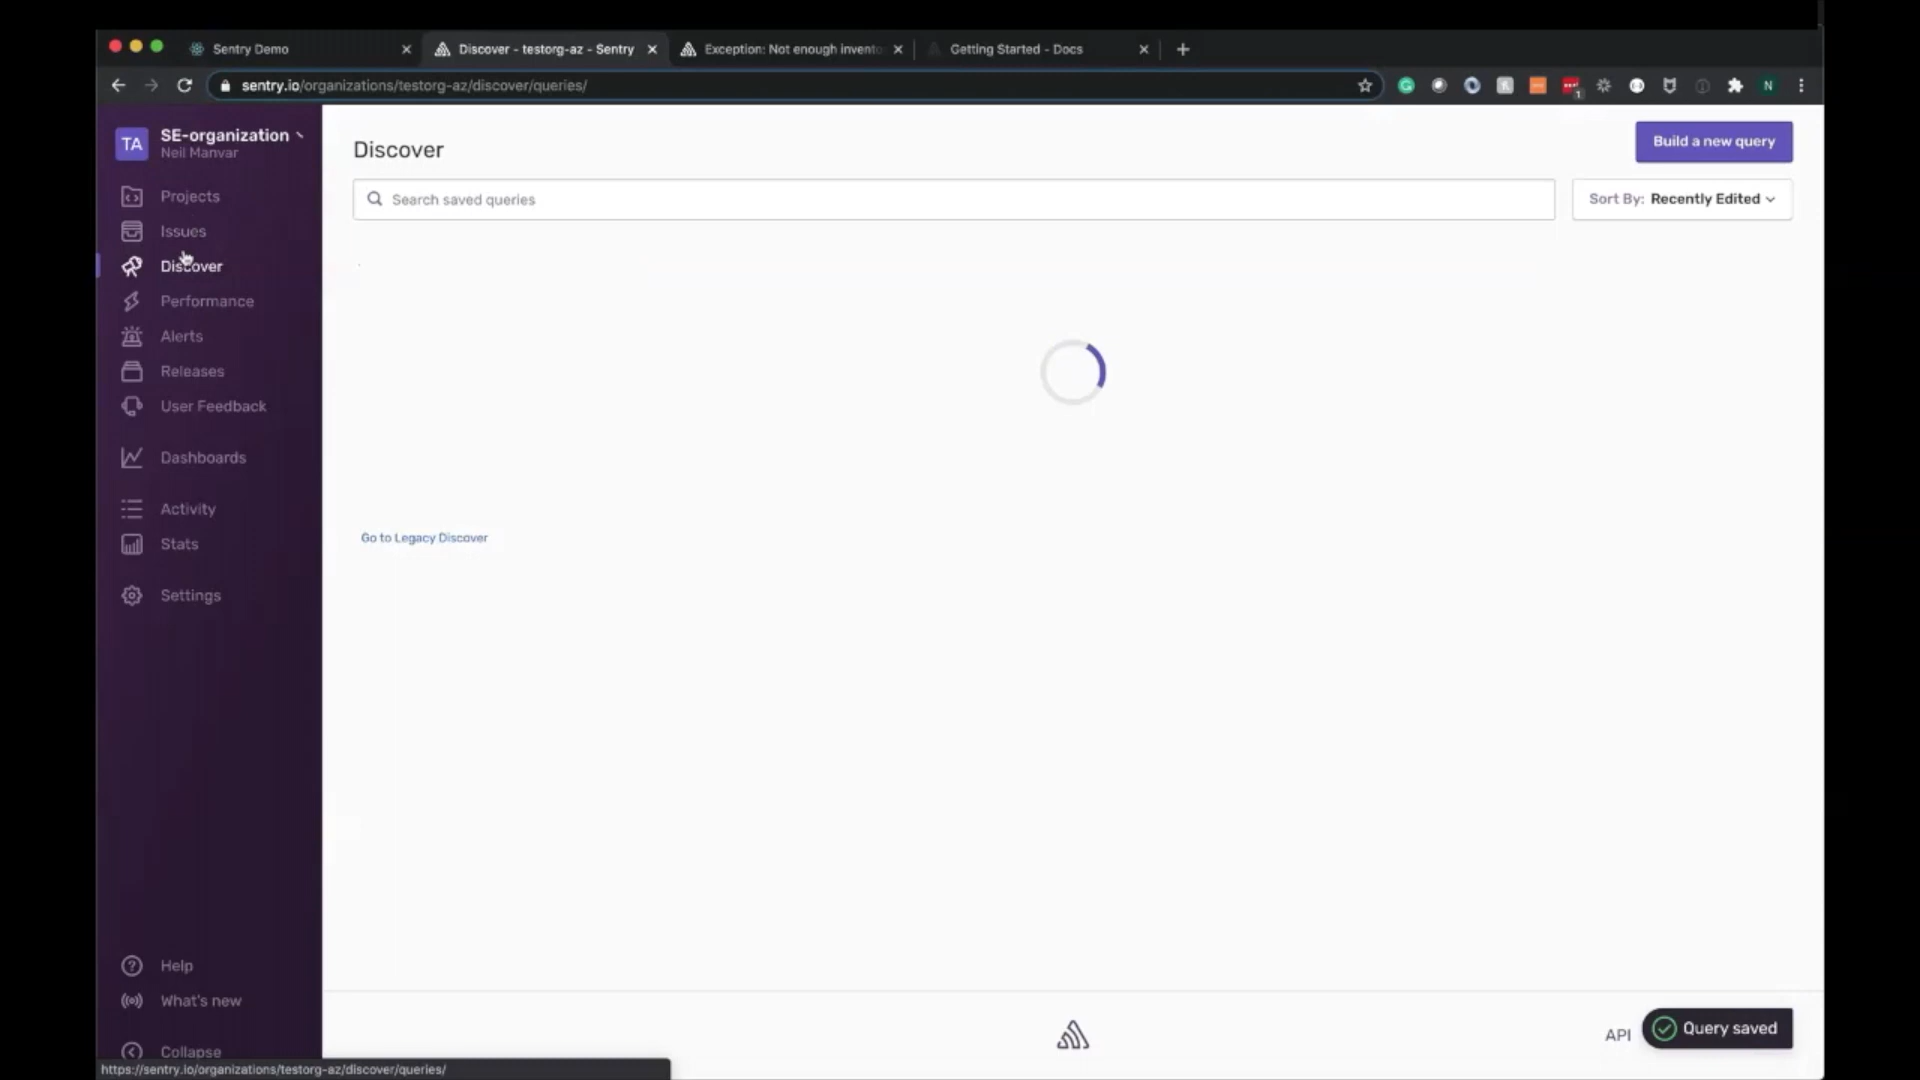 Sentry Demo
Discover - testorg-az - Sentry
Exception: Not enough invento
Getting Started - Docs
sentry.io/organizations/testorg-az/discover/queries/
1
N
TA
SE-organization
Neil Manvar
Projects
Issues
Discover
Performance
Alerts
Releases
User Feedback
Dashboards
Activity
Stats
Settings
Help
What's new
Collapse
Discover
Build a new query
Search saved queries
Sort By: Recently Edited
Go to Legacy Discover
API
Query saved
https://sentry.io/organizations/testorg-az/discover/queries/